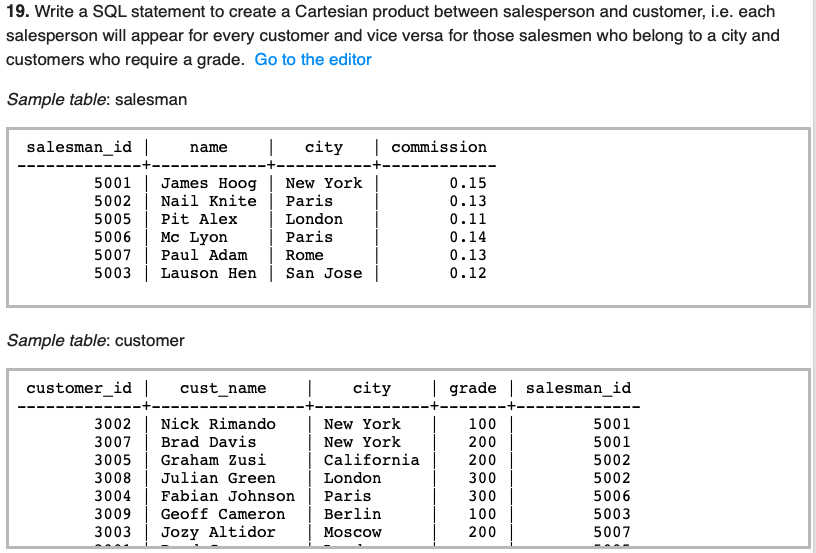 19. Write a SQL statement to create a Cartesian product between salesperson and customer, i.e. each
salesperson will appear for every customer and vice versa for those salesmen who belong to a city and
customers who require a grade. Go to the editor
Sample table: salesman
salesman_id | name | city | commission
------------+------------+----------+------------
5001 | James Hoog | New York | 0.15
5002 | Nail Knite | Paris | 0.13
5005 | Pit Alex | London | 0.11
5006 | Mc Lyon | Paris | 0.14
5007 | Paul Adam | Rome | 0.13
5003 | Lauson Hen | San Jose | 0.12
Sample table: customer
customer_id | cust_name | city | grade | salesman_id
------------+----------------+------------+-------+-------------
3002 | Nick Rimando | New York | 100 | 5001
3007 | Brad Davis | New York | 200 | 5001
3005 | Graham Zusi | California | 200 | 5002
3008 | Julian Green | London | 300 | 5002
3004 | Fabian Johnson | Paris | 300 | 5006
3009 | Geoff Cameron | Berlin | 100 | 5003
3003 | Jozy Altidor | Moscow | 200 | 5007